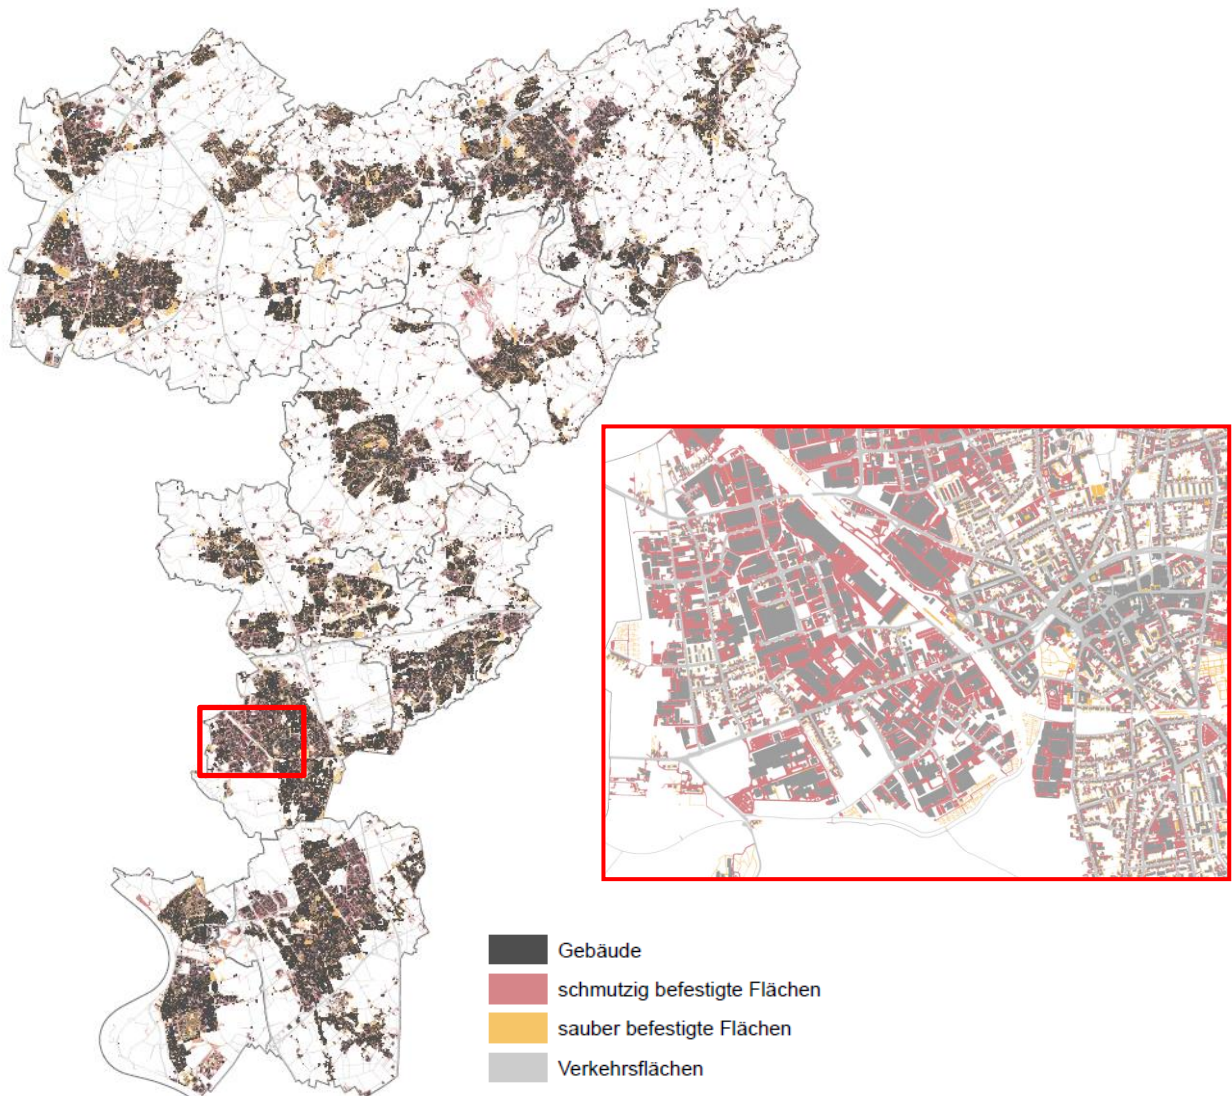 Gebäude
schmutzig befestigte Flächen
sauber befestigte Flächen
Verkehrsflächen